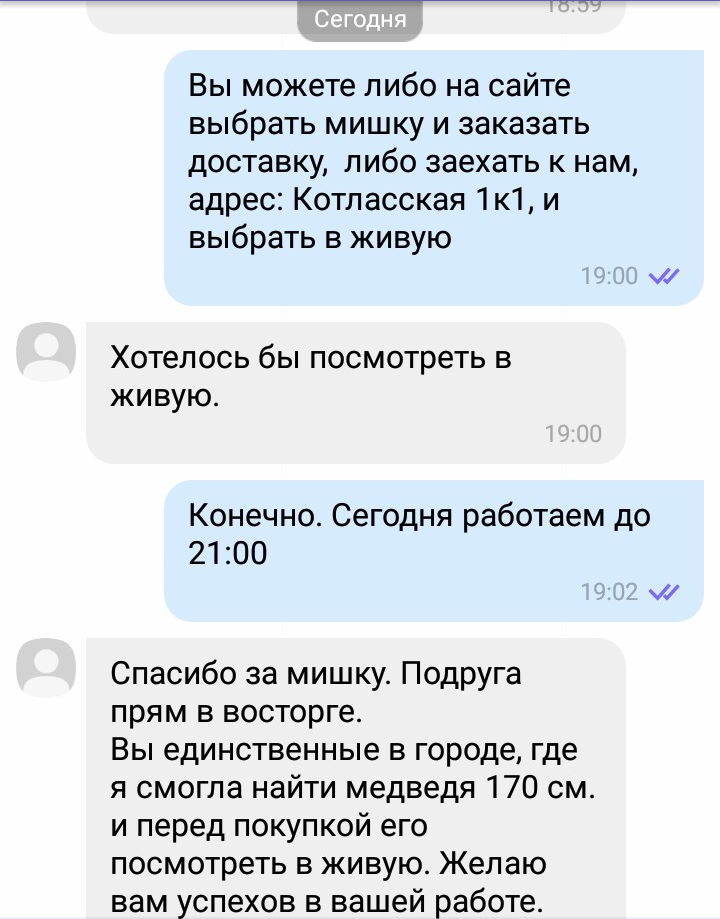 18:59
Сегодня
Вы можете либо на сайте
выбрать мишку и заказать
доставку, либо заехать к нам,
адрес: Котласская 1к1, и
выбрать в живую
19:00
Хотелось бы посмотреть в
живую.
19:00
Конечно. Сегодня работаем до
21:00
19:02
Спасибо за мишку. Подруга
прям в восторге.
Вы единственные в городе, где
я смогла найти медведя 170 см.
и перед покупкой его
посмотреть в живую. Желаю
вам успехов в вашей работе.